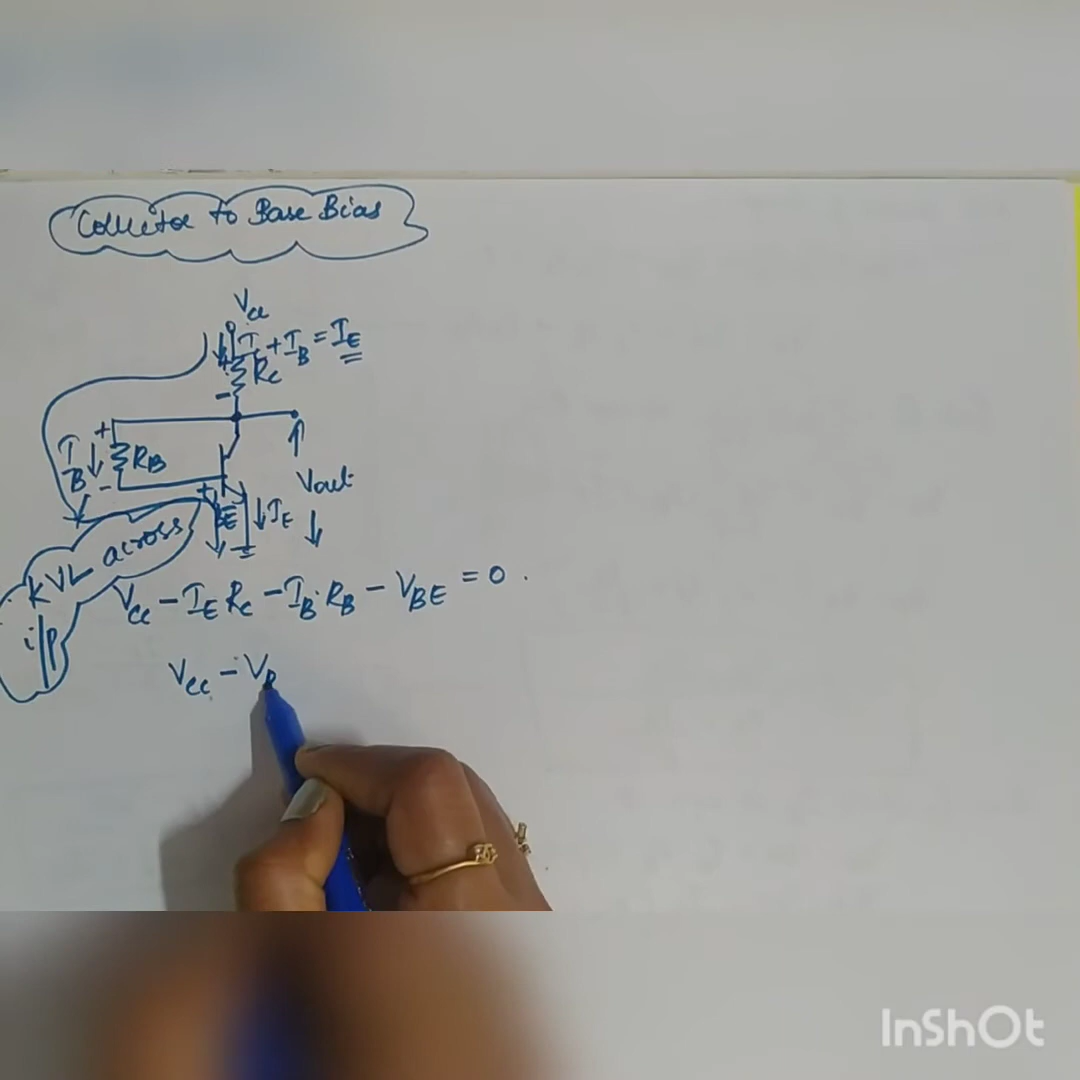 Collector to Base Bias
Vcc
Ic + IB = IE
Rc
+
-
+
IB
RB
-
+
VBE
IE
Vout
KVL across
i/p
Vcc - IE Rc - IB · RB - VBE = 0 .
Vcc - VB
InShOt